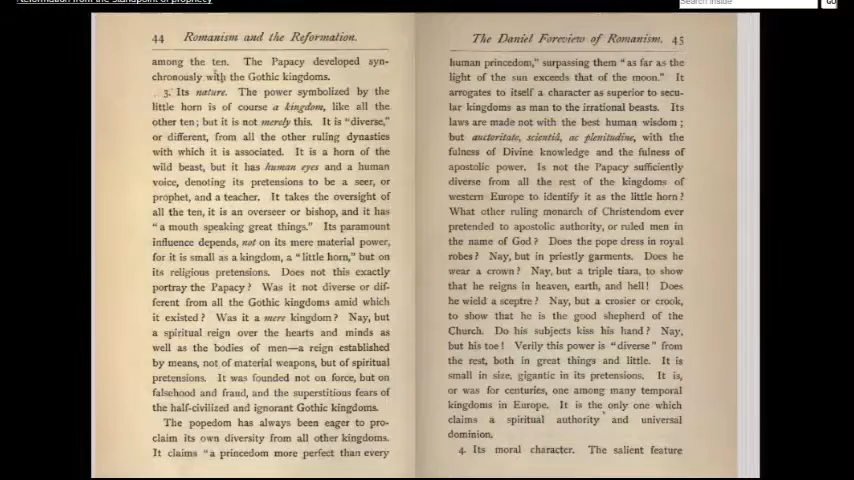 Romanism from the standpoint of prophecy
Search inside
GO
44 Romanism and the Reformation.
among the ten. The Papacy developed syn-
chronously with the Gothic kingdoms.
3. Its nature. The power symbolized by the
little horn is of course a kingdom, like all the
other ten; but it is not merely this. It is "diverse,"
or different, from all the other ruling dynasties
with which it is associated. It is a horn of the
wild beast, but it has human eyes and a human
voice, denoting its pretensions to be a seer, or
prophet, and a teacher. It takes the oversight of
all the ten, it is an overseer or bishop, and it has
"a mouth speaking great things." Its paramount
influence depends, not on its mere material power,
for it is small as a kingdom, a "little horn," but on
its religious pretensions. Does not this exactly
portray the Papacy? Was it not diverse or dif-
ferent from all the Gothic kingdoms amid which
it existed? Was it a mere kingdom? Nay, but
a spiritual reign over the hearts and minds as
well as the bodies of men—a reign established
by means, not of material weapons, but of spiritual
pretensions. It was founded not on force, but on
falsehood and fraud, and the superstitious fears of
the half-civilized and ignorant Gothic kingdoms.
The popedom has always been eager to pro-
claim its own diversity from all other kingdoms.
It claims "a princedom more perfect than every
The Daniel Foreview of Romanism. 45
human princedom," surpassing them "as far as the
light of the sun exceeds that of the moon." It
arrogates to itself a character as superior to secu-
lar kingdoms as man to the irrational beasts. Its
laws are made not with the best human wisdom;
but auctoritate, scientiâ, ac plenitudine, with the
fulness of Divine knowledge and the fulness of
apostolic power. Is not the Papacy sufficiently
diverse from all the rest of the kingdoms of
western Europe to identify it as the little horn?
What other ruling monarch of Christendom ever
pretended to apostolic authority, or ruled men in
the name of God? Does the pope dress in royal
robes? Nay, but in priestly garments. Does he
wear a crown? Nay, but a triple tiara, to show
that he reigns in heaven, earth, and hell! Does
he wield a sceptre? Nay, but a crosier or crook,
to show that he is the good shepherd of the
Church. Do his subjects kiss his hand? Nay,
but his toe! Verily this power is "diverse" from
the rest, both in great things and little. It is
small in size, gigantic in its pretensions. It is,
or was for centuries, one among many temporal
kingdoms in Europe. It is the only one which
claims a spiritual authority and universal
dominion.
4. Its moral character. The salient feature